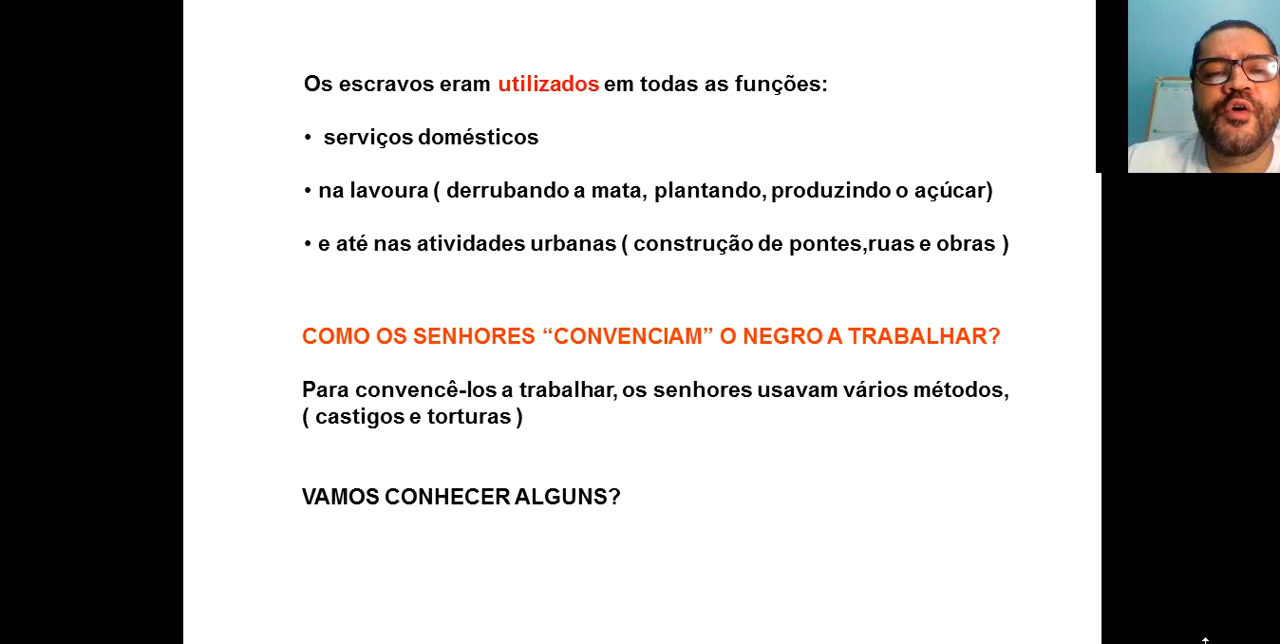 Os escravos eram utilizados em todas as funções:
• serviços domésticos
• na lavoura ( derrubando a mata, plantando, produzindo o açúcar)
• e até nas atividades urbanas ( construção de pontes,ruas e obras )
COMO OS SENHORES “CONVENCIAM” O NEGRO A TRABALHAR?
Para convencê-los a trabalhar, os senhores usavam vários métodos,
( castigos e torturas )
VAMOS CONHECER ALGUNS?